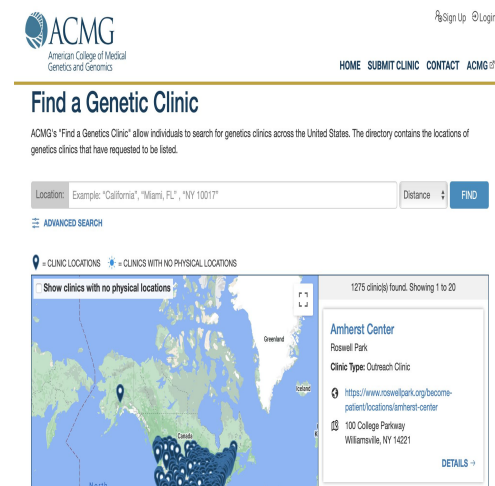 Sign Up Login
ACMG
American College of Medical
Genetics and Genomics
HOME SUBMIT CLINIC CONTACT ACMG
Find a Genetic Clinic
ACMG's "Find a Genetics Clinic" allow individuals to search for genetics clinics across the United States. The directory contains the locations of
genetics clinics that have requested to be listed.
Location: Example: "California", "Miami, FL" , "NY 10017" Distance FIND
ADVANCED SEARCH
= CLINIC LOCATIONS = CLINICS WITH NO PHYSICAL LOCATIONS
Show clinics with no physical locations
1275 clinic(s) found. Showing 1 to 20
Greenland
Iceland
Canada
North
Amherst Center
Roswell Park
Clinic Type: Outreach Clinic
https://www.roswellpark.org/become-
patient/locations/amherst-center
100 College Parkway
Williamsville, NY 14221
DETAILS →